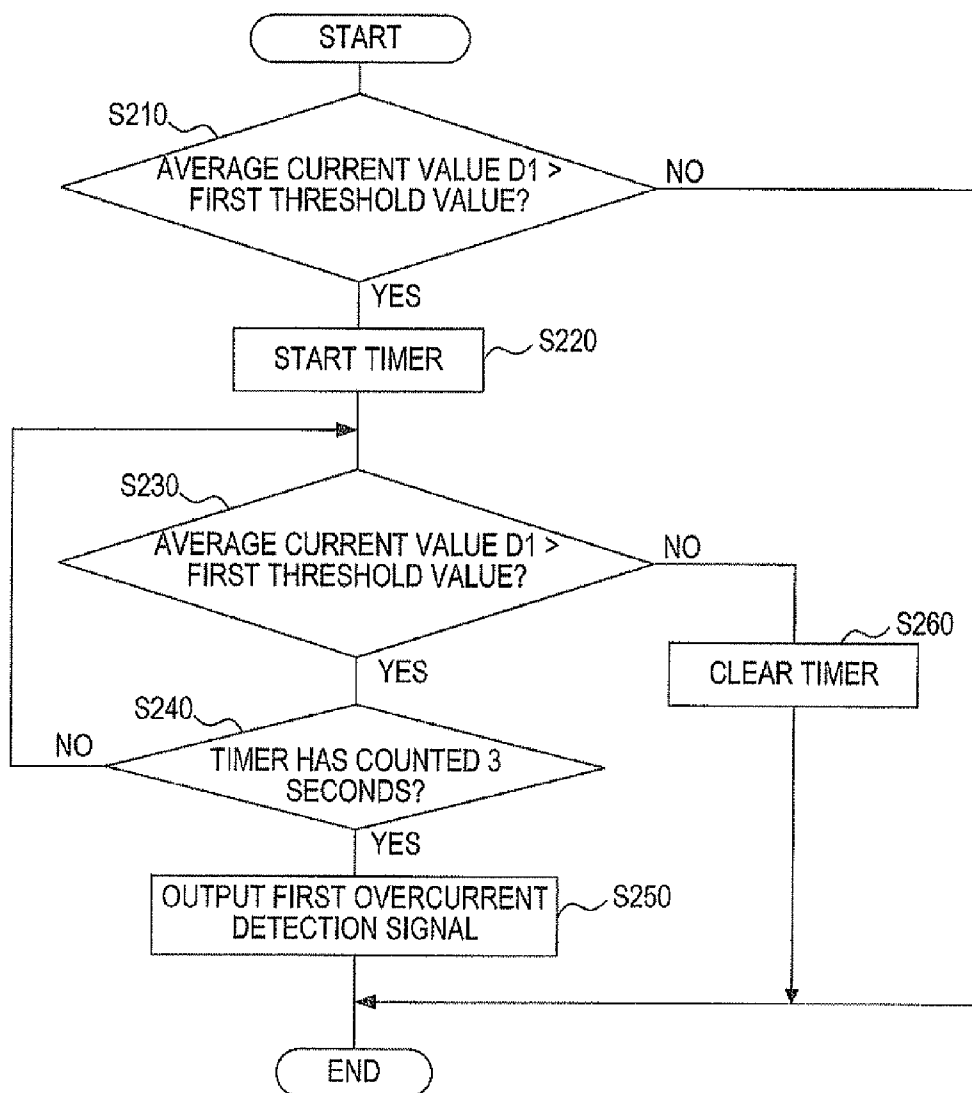 START
S210
AVERAGE CURRENT VALUE D1 >
FIRST THRESHOLD VALUE?
NO
YES
START TIMER
S220
S230
AVERAGE CURRENT VALUE D1 >
FIRST THRESHOLD VALUE?
NO
S260
CLEAR TIMER
YES
S240
NO
TIMER HAS COUNTED 3
SECONDS?
YES
OUTPUT FIRST OVERCURRENT
DETECTION SIGNAL
S250
END